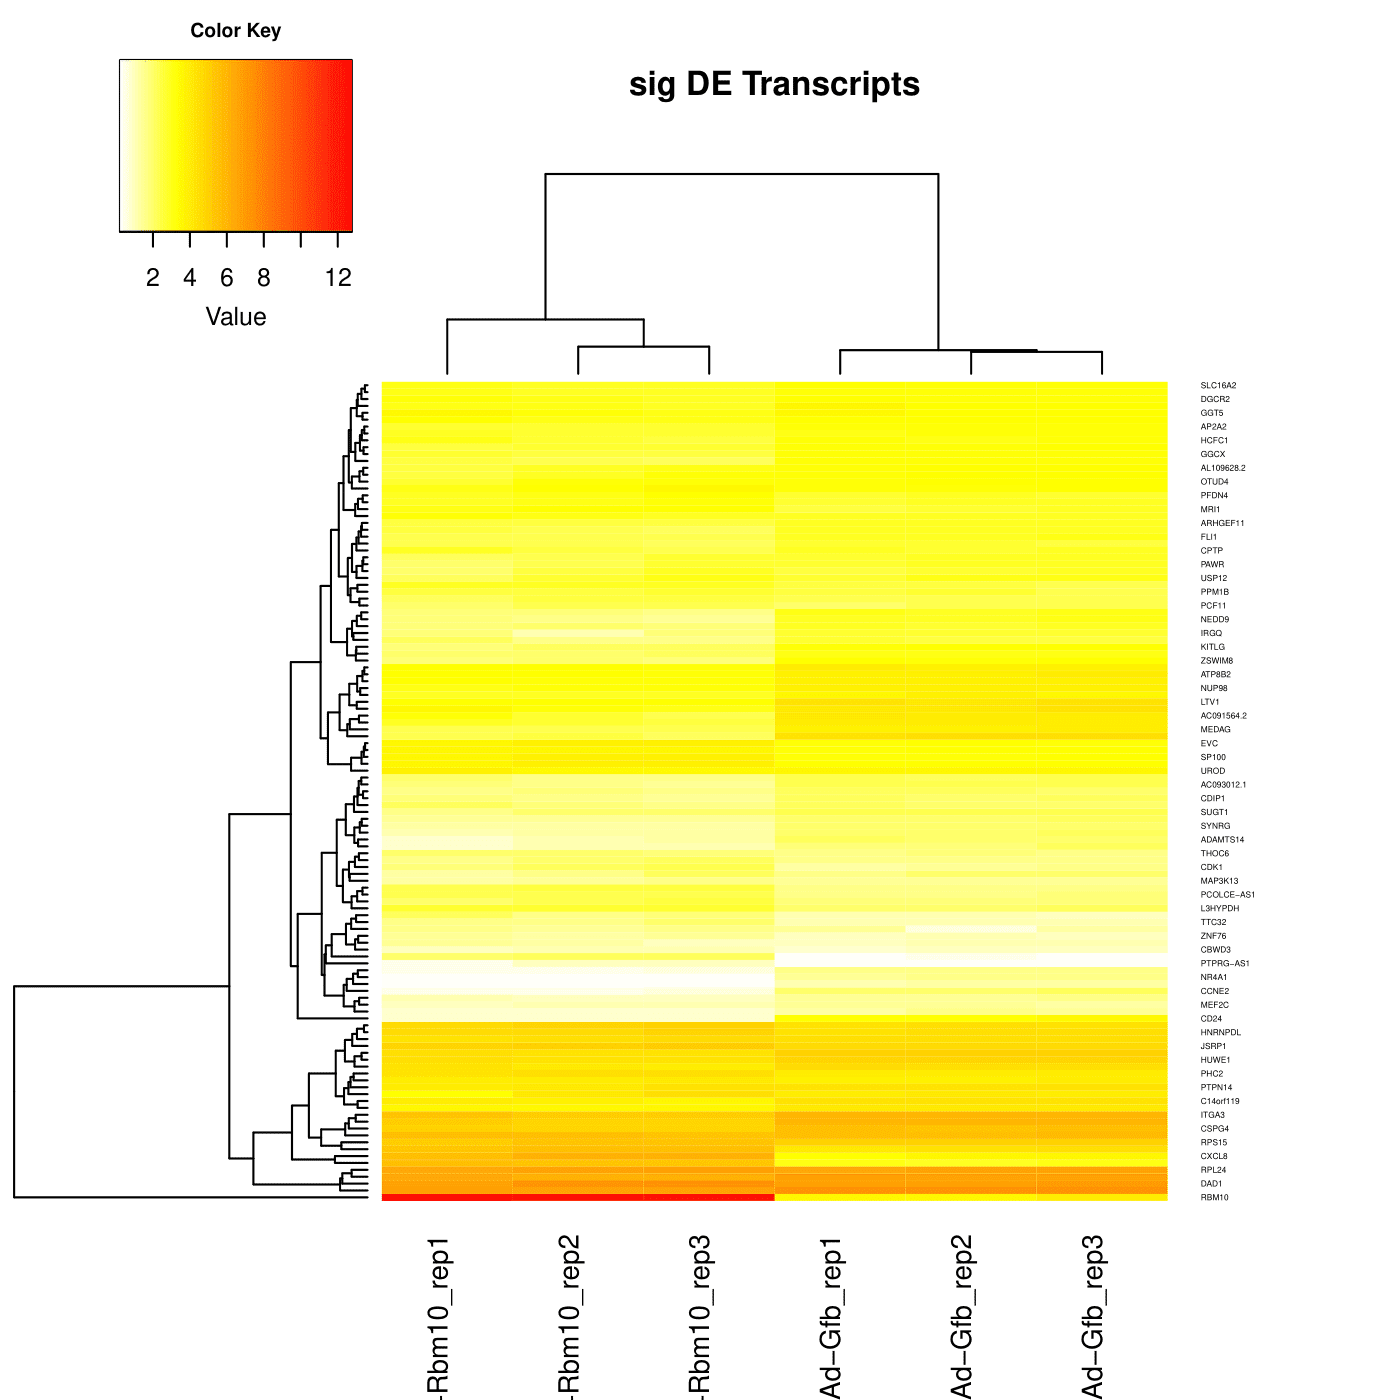 Color Key
sig DE Transcripts
2 4 6 8 12
Value
SLC16A2
DGCR2
GGT5
AP2A2
HCFC1
GGCX
AL109628.2
OTUD4
PFDN4
MRI1
ARHGEF11
FLI1
CPTP
PAWR
USP12
PPM1B
PCF11
NEDD9
IRGQ
KITLG
ZSWIM8
ATP8B2
NUP98
LTV1
AC091564.2
MEDAG
EVC
SP100
UROD
AC093012.1
CDIP1
SUGT1
SYNRG
ADAMTS14
THOC6
CDK1
MAP3K13
PCOLCE−AS1
L3HYPDH
TTC32
ZNF76
CBWD3
PTPRG−AS1
NR4A1
CCNE2
MEF2C
CD24
HNRNPDL
JSRP1
HUWE1
PHC2
PTPN14
C14orf119
ITGA3
CSPG4
RPS15
CXCL8
RPL24
DAD1
RBM10
−Rbm10_rep1
−Rbm10_rep2
−Rbm10_rep3
Ad−Gfb_rep1
Ad−Gfb_rep2
Ad−Gfb_rep3